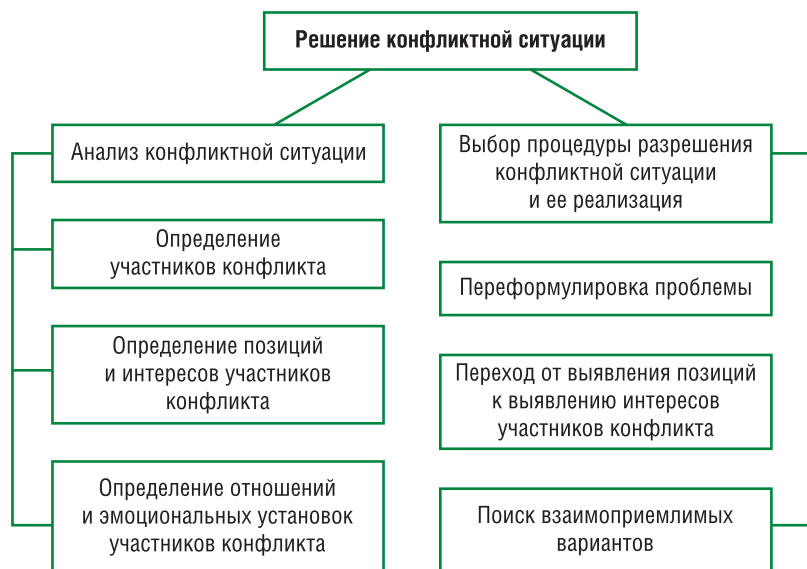 Решение конфликтной ситуации
Анализ конфликтной ситуации
Определение
участников конфликта
Определение позиций
и интересов участников
конфликта
Определение отношений
и эмоциональных установок
участников конфликта
Выбор процедуры разрешения
конфликтной ситуации
и ее реализация
Переформулировка проблемы
Переход от выявления позиций
к выявлению интересов
участников конфликта
Поиск взаимоприемлимых
вариантов